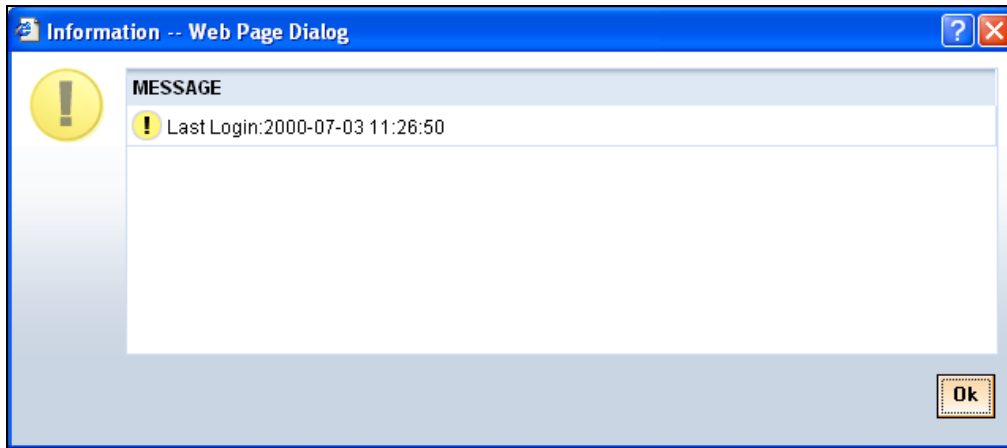 Information -- Web Page Dialog
MESSAGE
Last Login:2000-07-03 11:26:50
Ok